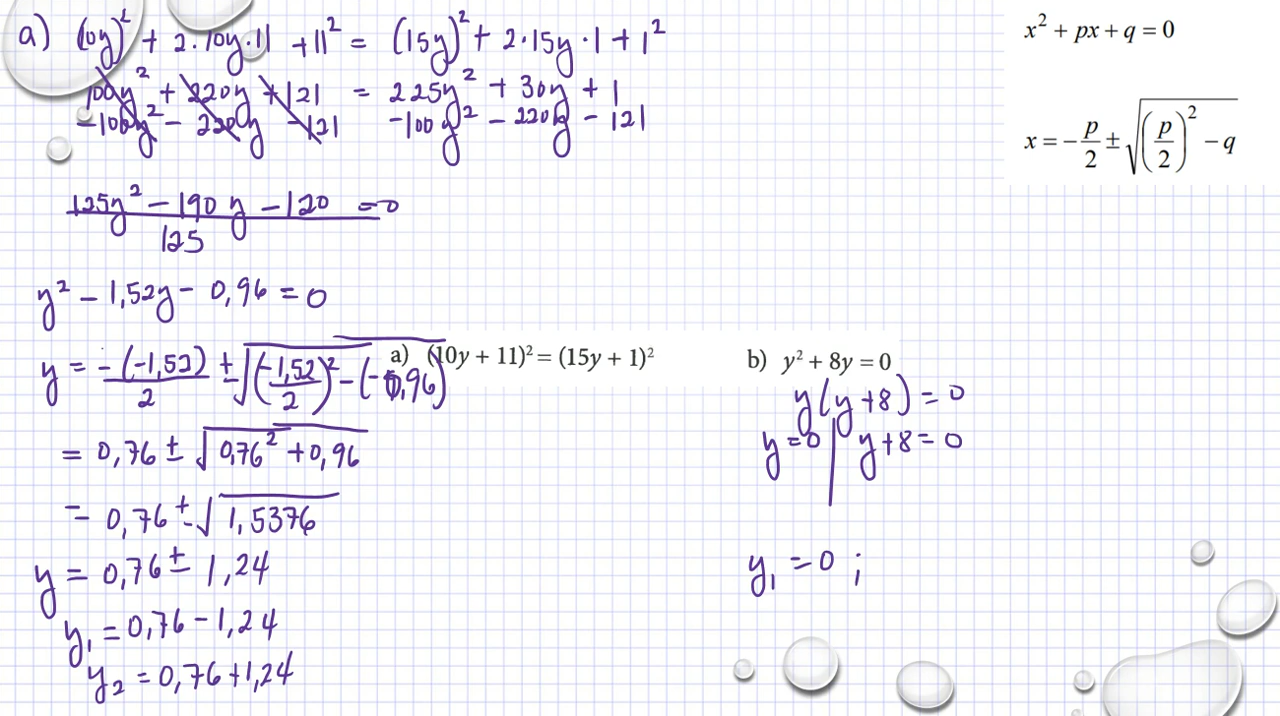 a) (10y)² + 2·10y·11 + 11² = (15y)² + 2·15y·1 + 1²
100y² + 220y + 121 = 225y² + 30y + 1
-100y² - 220y - 121 -100y² - 220y - 121
125y² - 190y - 120 = 0
125
y² - 1,52y - 0,96 = 0
y = -(-1,52)/2 ± √((-1,52/2)² - (-0,96))
= 0,76 ± √(0,76² + 0,96)
= 0,76 ± √1,5376
y = 0,76 ± 1,24
y₁ = 0,76 - 1,24
y₂ = 0,76 + 1,24
a) (10y + 11)² = (15y + 1)²
b) y² + 8y = 0
y(y+8) = 0
y = 0 | y+8 = 0
y₁ = 0 ;
x² + px + q = 0
x = -p/2 ± √((p/2)² - q)